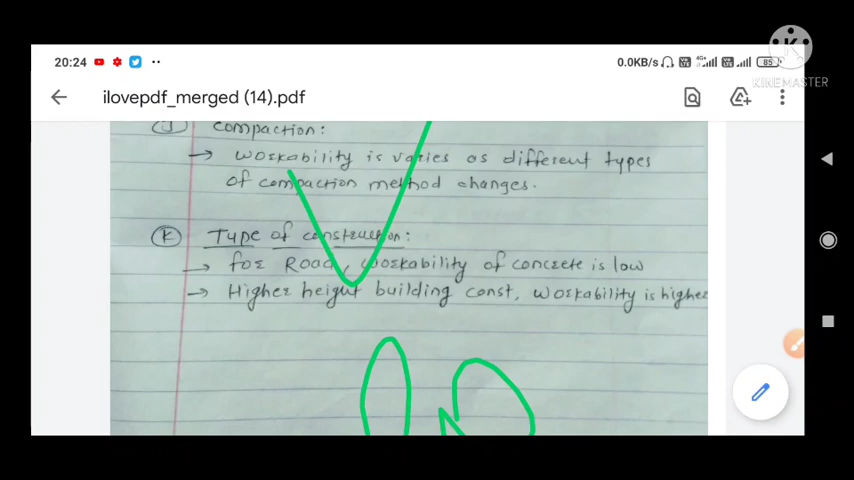 20:24
0.0KB/s
4G+
85
KINEMASTER
ilovepdf_merged (14).pdf
(J) compaction:
→ workability is varies as different types
of compaction method changes.
(K) Type of construction:
→ for Road, workability of concrete is low
→ Higher height building const, workability is higher